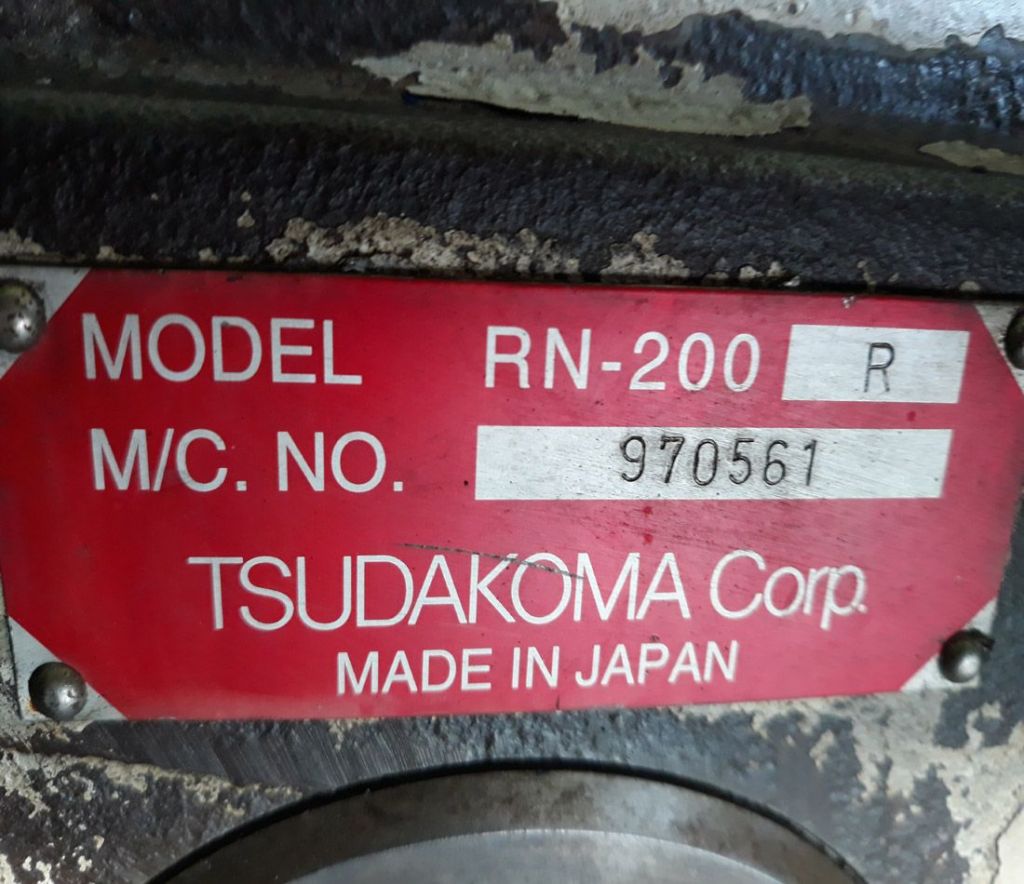 MODEL RN-200 R
M/C. NO. 970561
TSUDAKOMA Corp.
MADE IN JAPAN